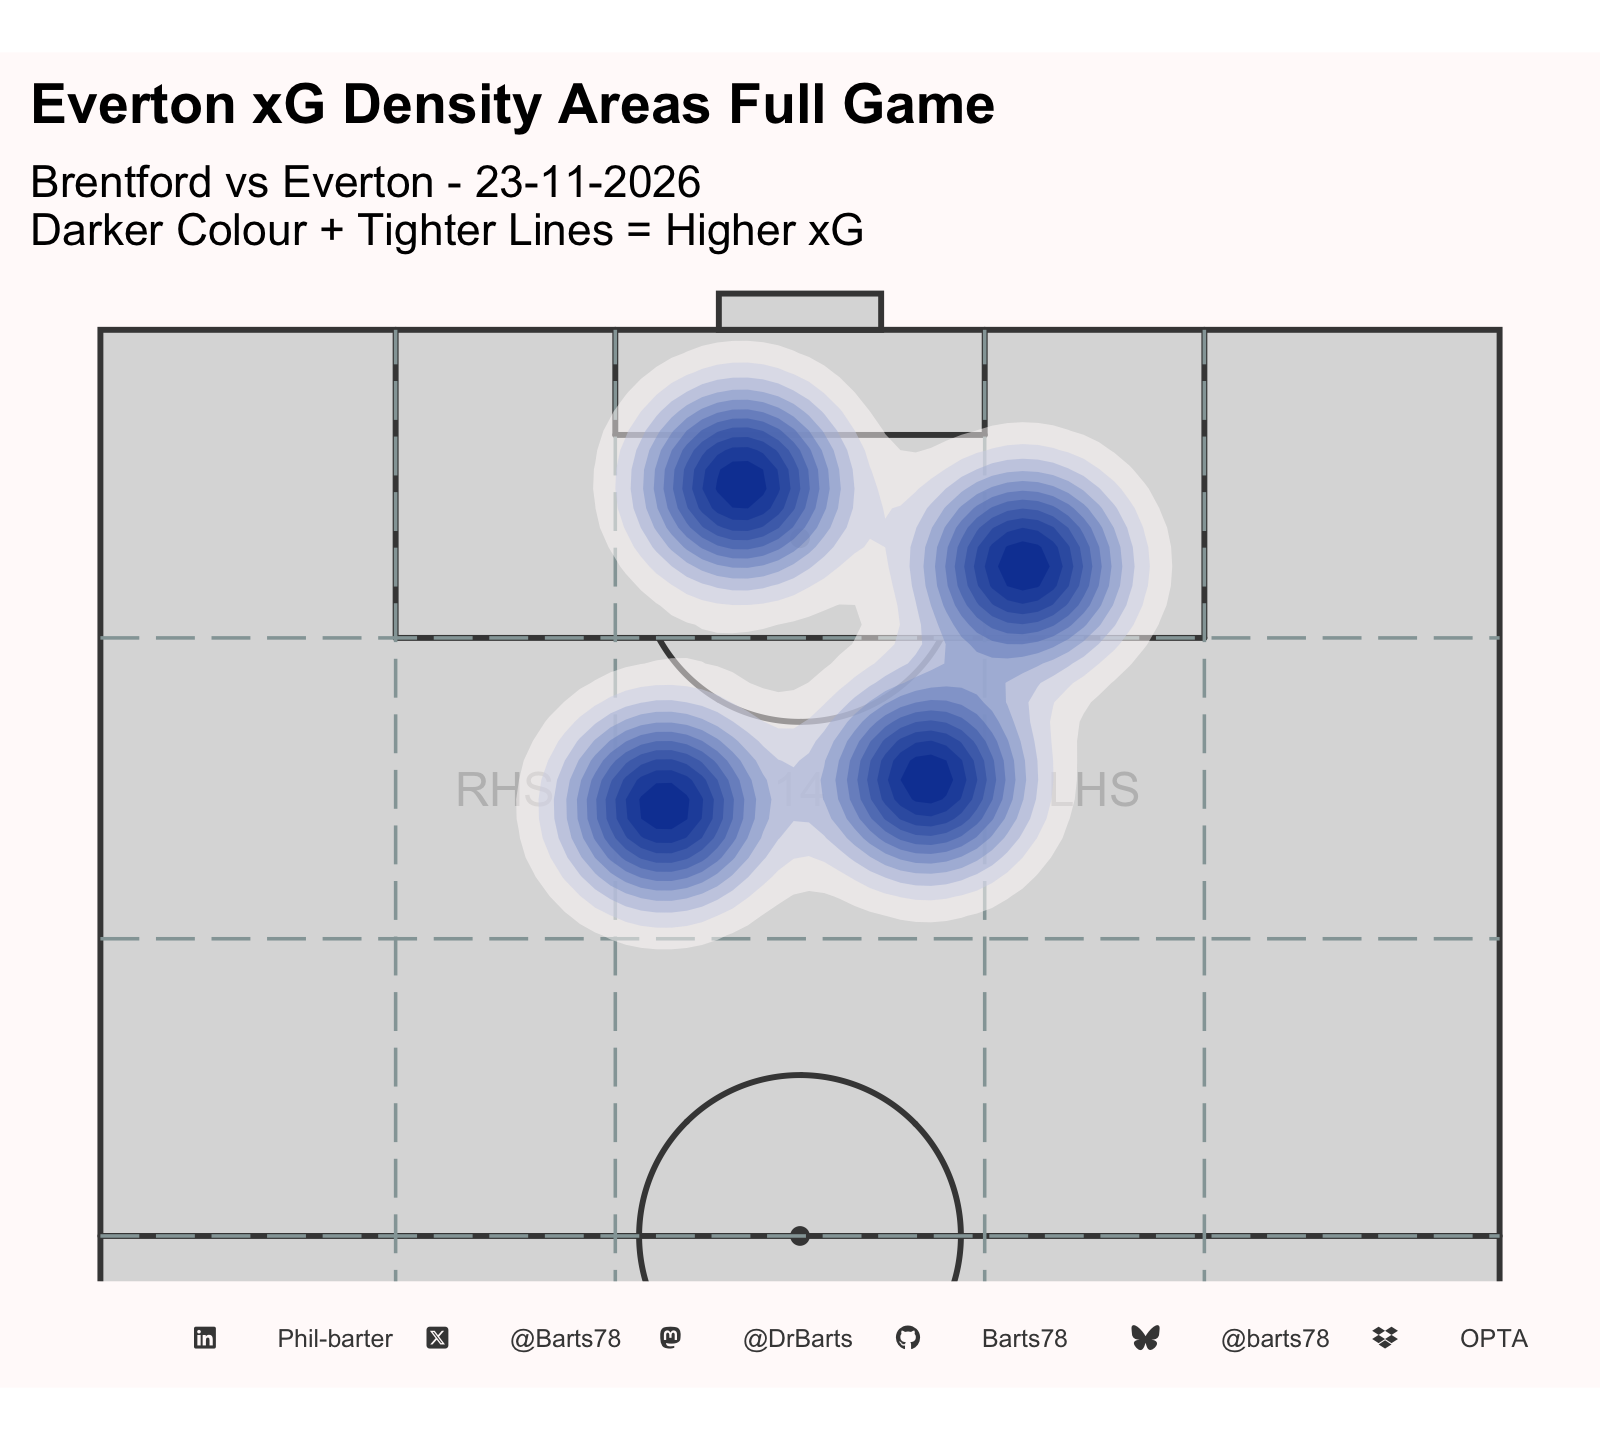 Everton xG Density Areas Full Game
Brentford vs Everton - 23-11-2026
Darker Colour + Tighter Lines = Higher xG
RHS 14 LHS
Phil-barter @Barts78 @DrBarts Barts78 @barts78 OPTA